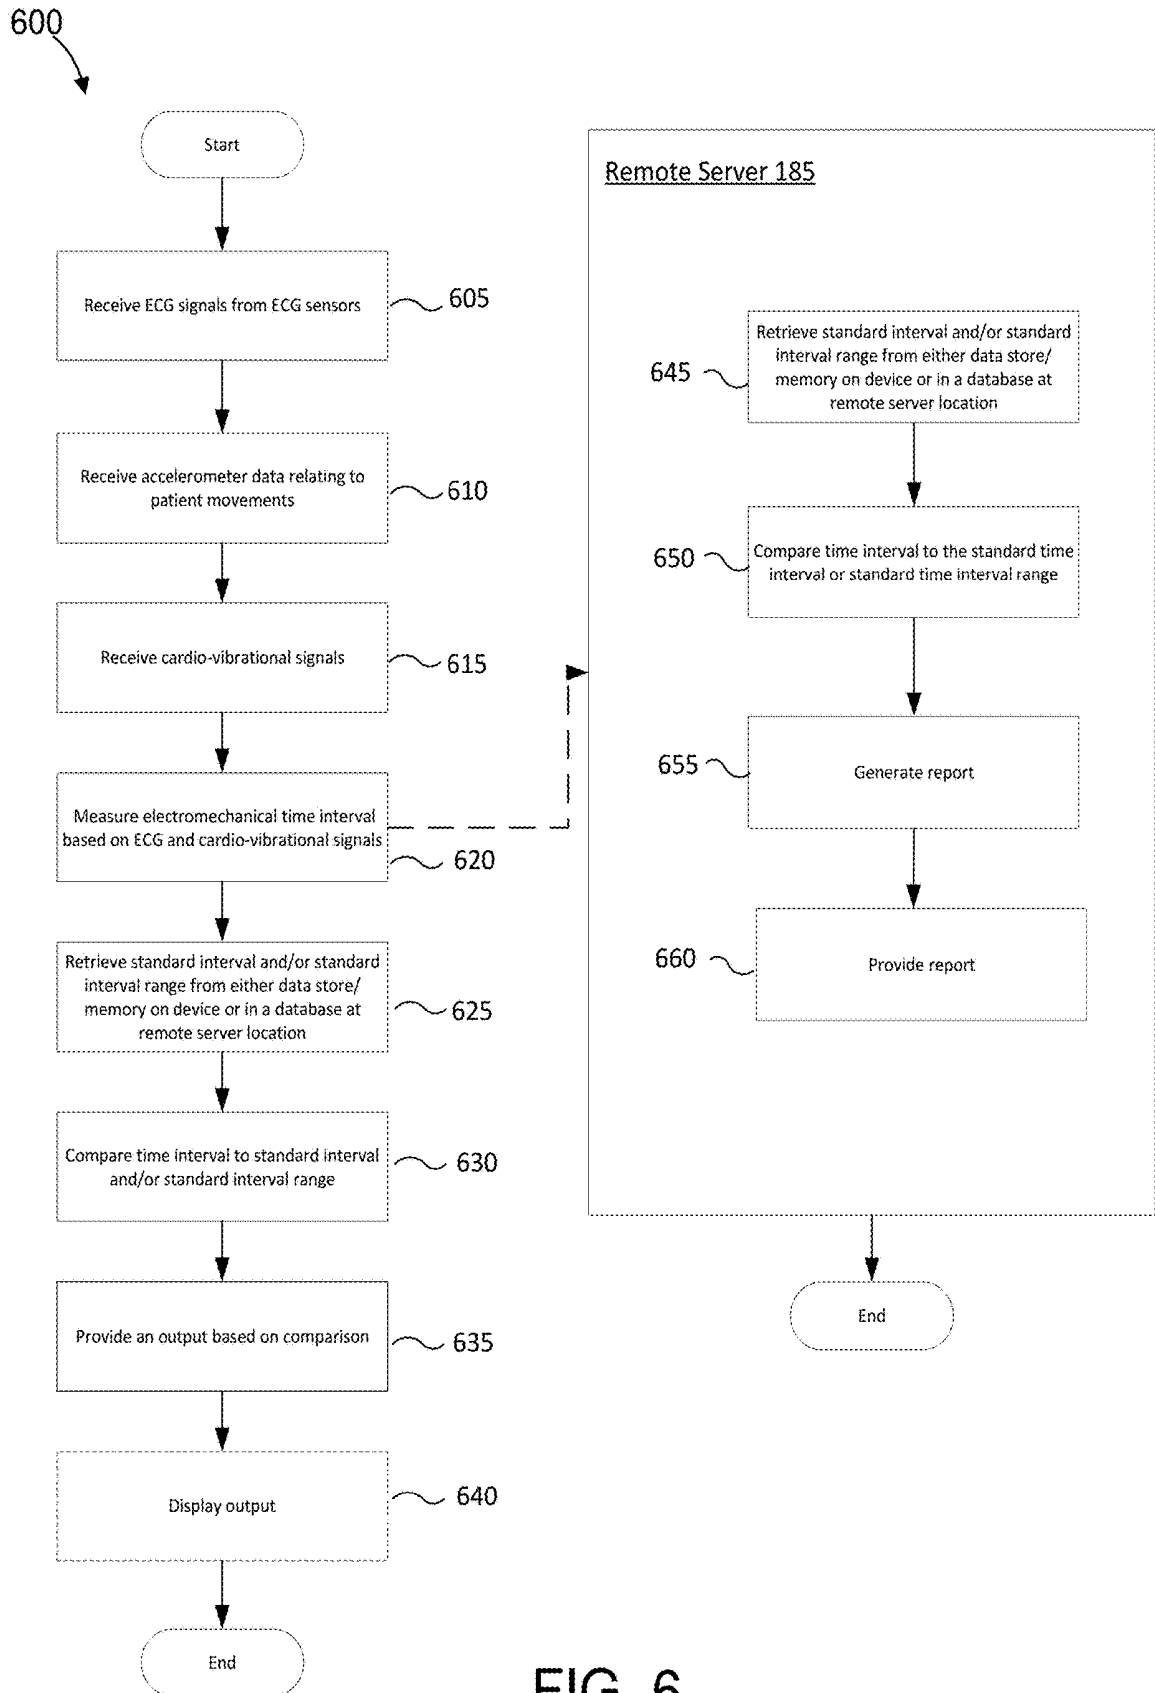 600
Start
Receive ECG signals from ECG sensors
605
Receive accelerometer data relating to
patient movements
610
Receive cardio-vibrational signals
615
Measure electromechanical time interval
based on ECG and cardio-vibrational signals
620
Retrieve standard interval and/or standard
interval range from either data store/
memory on device or in a database at
remote server location
625
Compare time interval to standard interval
and/or standard interval range
630
Provide an output based on comparison
635
Display output
640
End
Remote Server 185
Retrieve standard interval and/or standard
interval range from either data store/
memory on device or in a database at
remote server location
645
Compare time interval to the standard time
interval or standard time interval range
650
Generate report
655
Provide report
660
End
FIG. 6